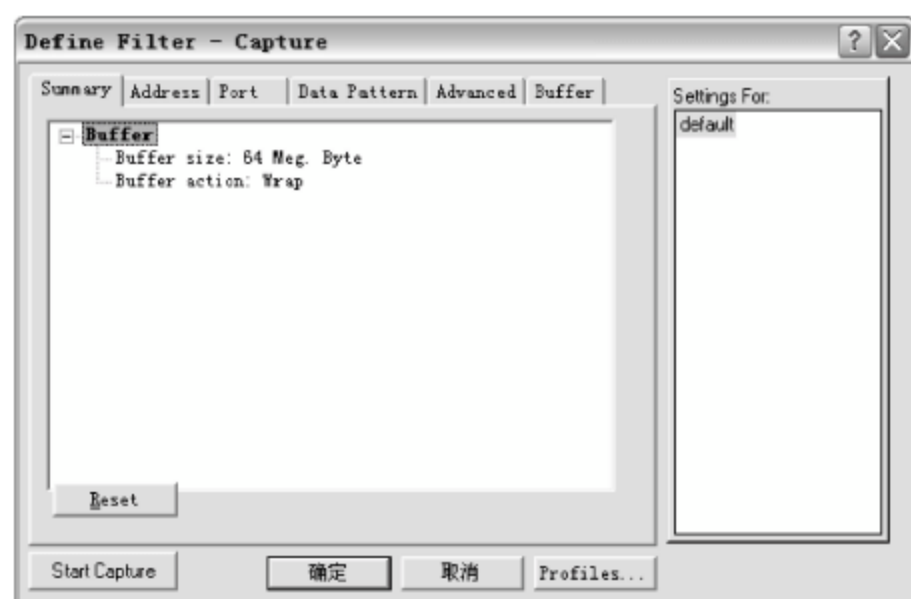 Define Filter - Capture
Summary Address Port Data Pattern Advanced Buffer
Settings For:
default
Buffer
Buffer size: 64 Meg. Byte
Buffer action: Wrap
Reset
Start Capture 确定 取消 Profiles...